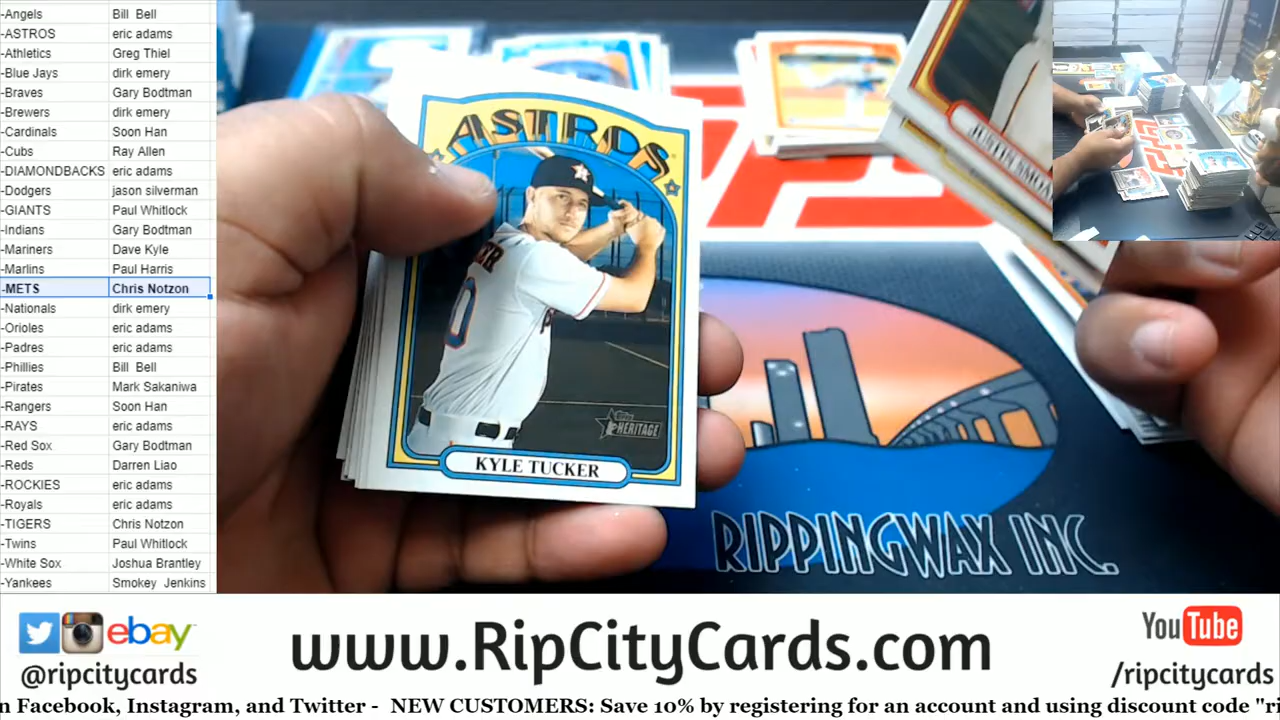 -Angels Bill Bell
-ASTROS eric adams
-Athletics Greg Thiel
-Blue Jays dirk emery
-Braves Gary Bodtman
-Brewers dirk emery
-Cardinals Soon Han
-Cubs Ray Allen
-DIAMONDBACKS eric adams
-Dodgers jason silverman
-GIANTS Paul Whitlock
-Indians Gary Bodtman
-Mariners Dave Kyle
-Marlins Paul Harris
-METS Chris Notzon
-Nationals dirk emery
-Orioles eric adams
-Padres eric adams
-Phillies Bill Bell
-Pirates Mark Sakaniwa
-Rangers Soon Han
-RAYS eric adams
-Red Sox Gary Bodtman
-Reds Darren Liao
-ROCKIES eric adams
-Royals eric adams
-TIGERS Chris Notzon
-Twins Paul Whitlock
-White Sox Joshua Brantley
-Yankees Smokey Jenkins
ASTROS
TOPPS
HERITAGE
KYLE TUCKER
RIPPINGWAX INC.
ebay
@ripcitycards
www.RipCityCards.com
YouTube
/ripcitycards
n Facebook, Instagram, and Twitter - NEW CUSTOMERS: Save 10% by registering for an account and using discount code "ri